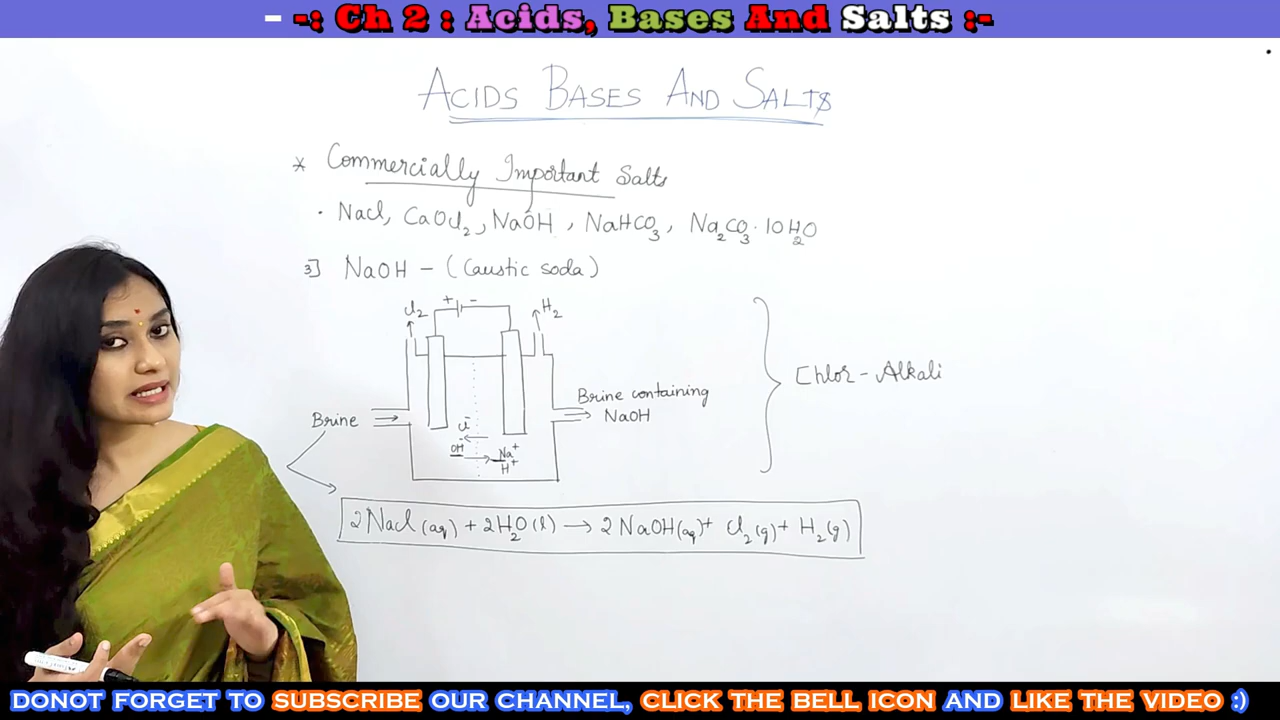 - -: Ch 2 : Acids, Bases And Salts :-
ACIDS BASES AND SALTS
* Commercially Important Salts
· NaCl, CaOCl₂, NaOH, NaHCO₃, Na₂CO₃·10H₂O
3] NaOH - (Caustic soda)
Cl₂ + - H₂
Brine
Cl⁻
OH⁻
Na⁺
H⁺
Brine containing
NaOH
Chlor-Alkali
2NaCl(aq) + 2H₂O(l) → 2NaOH(aq) + Cl₂(g) + H₂(g)
DONOT FORGET TO SUBSCRIBE OUR CHANNEL, CLICK THE BELL ICON AND LIKE THE VIDEO :)